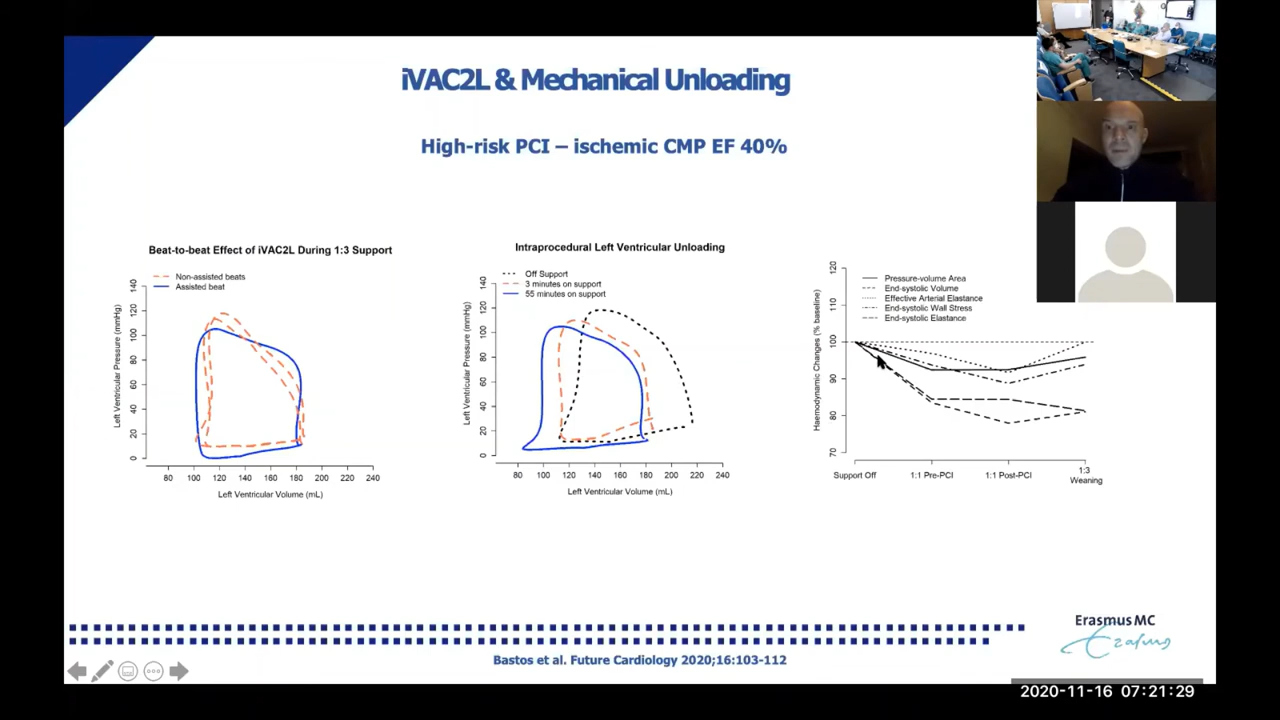 iVAC2L & Mechanical Unloading
High-risk PCI – ischemic CMP EF 40%
Beat-to-beat Effect of iVAC2L During 1:3 Support
Non-assisted beats
Assisted beat
Left Ventricular Pressure (mmHg)
0 20 40 60 80 100 120 140
80 100 120 140 160 180 200 220 240
Left Ventricular Volume (mL)
Intraprocedural Left Ventricular Unloading
Off Support
3 minutes on support
55 minutes on support
Left Ventricular Pressure (mmHg)
0 20 40 60 80 100 120 140
80 100 120 140 160 180 200 220 240
Left Ventricular Volume (mL)
Pressure-volume Area
End-systolic Volume
Effective Arterial Elastance
End-systolic Wall Stress
End-systolic Elastance
Haemodynamic Changes (% baseline)
70 80 90 100 110 120
Support Off
1:1 Pre-PCI
1:1 Post-PCI
1:3
Weaning
Erasmus MC
Erasmus
Bastos et al. Future Cardiology 2020;16:103-112
2020-11-16 07:21:29